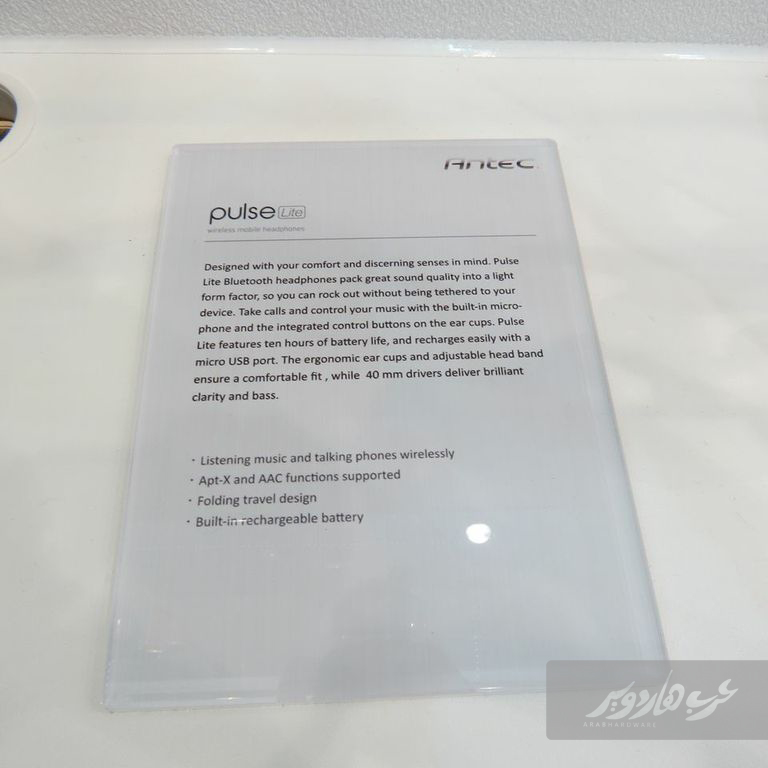 Antec
pulse Lite
wireless mobile headphones
Designed with your comfort and discerning senses in mind. Pulse
Lite Bluetooth headphones pack great sound quality into a light
form factor, so you can rock out without being tethered to your
device. Take calls and control your music with the built-in micro-
phone and the integrated control buttons on the ear cups. Pulse
Lite features ten hours of battery life, and recharges easily with a
micro USB port. The ergonomic ear cups and adjustable head band
ensure a comfortable fit , while 40 mm drivers deliver brilliant
clarity and bass.
· Listening music and talking phones wirelessly
· Apt-X and AAC functions supported
· Folding travel design
· Built-in rechargeable battery
عرب هاردوير
ARABHARDWARE